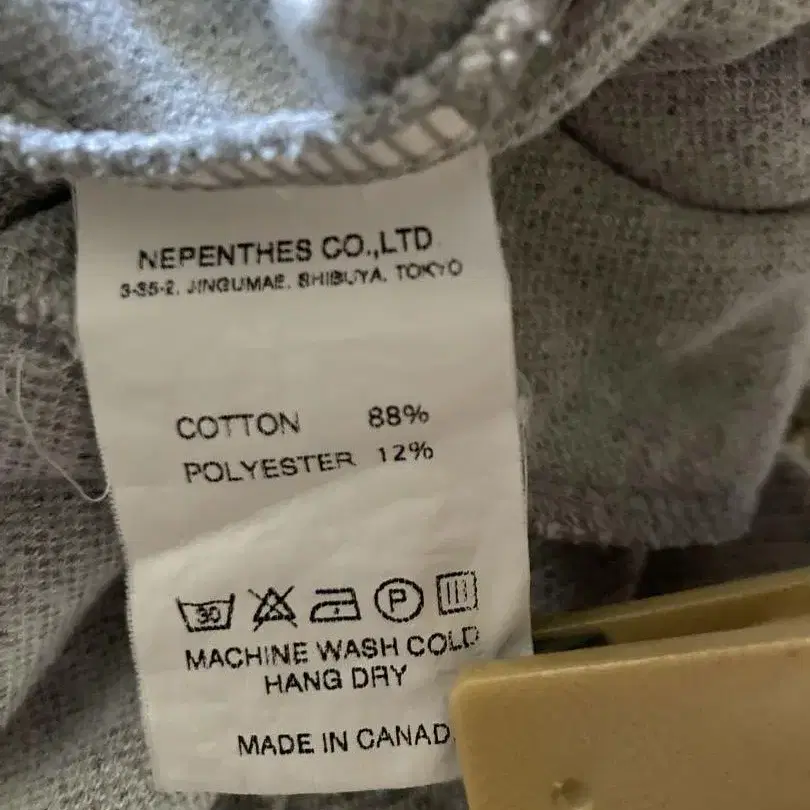 NEPENTHES CO.,LTD
3-35-2, JINGUMAE, SHIBUYA, TOKYO
COTTON 88%
POLYESTER 12%
30 P
MACHINE WASH COLD
HANG DRY
MADE IN CANAD